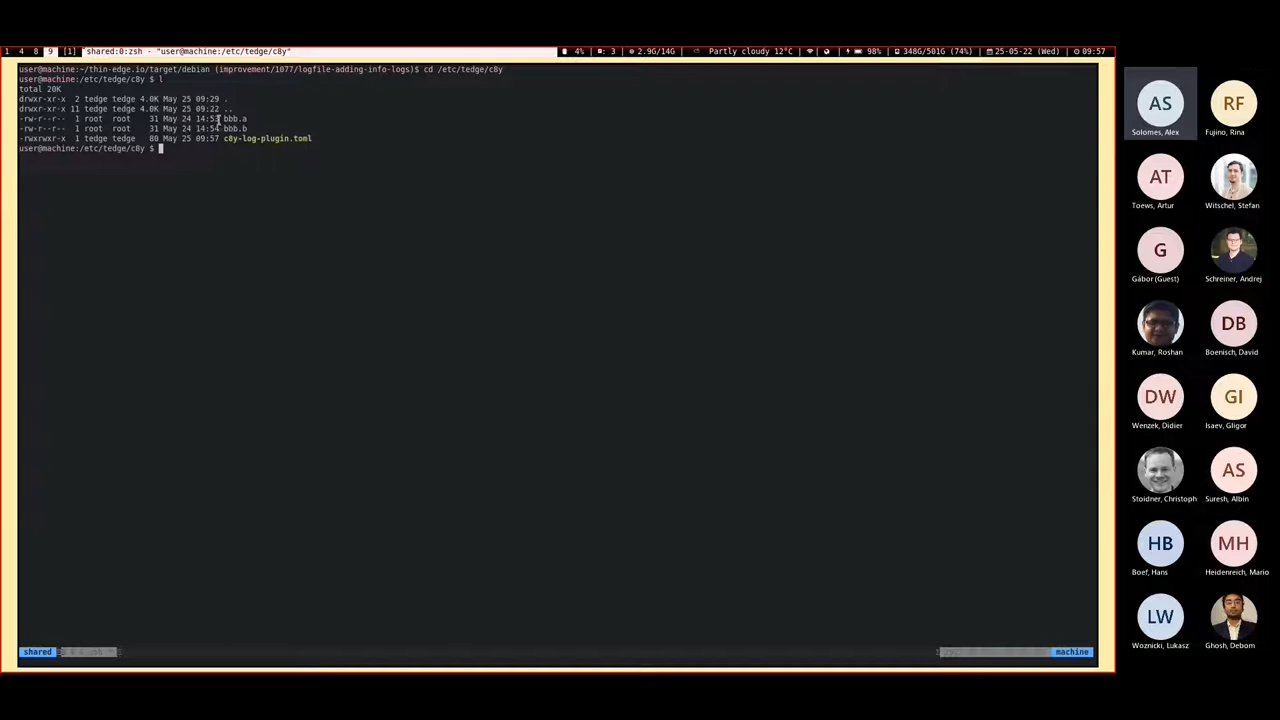 1 4 8 9 [1] shared:0:zsh - "user@machine:/etc/tedge/c8y"
4% 3 2.9G/14G Partly cloudy 12°C 98% 348G/501G (74%) 25-05-22 (Wed) 09:57
user@machine:~/thin-edge.io/target/debian (improvement/1077/logfile-adding-info-logs)$ cd /etc/tedge/c8y
user@machine:/etc/tedge/c8y $ l
total 20K
drwxr-xr-x 2 tedge tedge 4.0K May 25 09:29 .
drwxr-xr-x 11 tedge tedge 4.0K May 25 09:22 ..
-rw-r--r-- 1 root root 31 May 24 14:53 bbb.a
-rw-r--r-- 1 root root 31 May 24 14:54 bbb.b
-rwxrwxr-x 1 tedge tedge 80 May 25 09:57 c8y-log-plugin.toml
user@machine:/etc/tedge/c8y $
shared
machine
AS RF
Solomes, Alex Fujino, Rina
AT
Toews, Artur Witschel, Stefan
G
Gábor (Guest) Schreiner, Andrej
DB
Kumar, Roshan Boenisch, David
DW GI
Wenzek, Didier Isaev, Gligor
AS
Stoidner, Christoph Suresh, Albin
HB MH
Boef, Hans Heidenreich, Mario
LW
Woznicki, Lukasz Ghosh, Debom